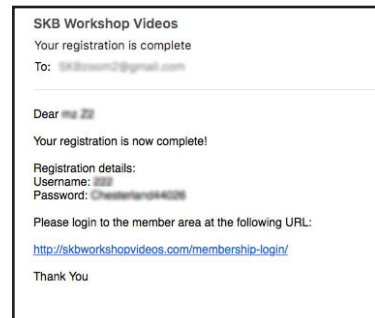 SKB Workshop Videos
Your registration is complete
To:
Dear
Your registration is now complete!
Registration details:
Username:
Password:
Please login to the member area at the following URL:
http://skbworkshopvideos.com/membership-login/
Thank You